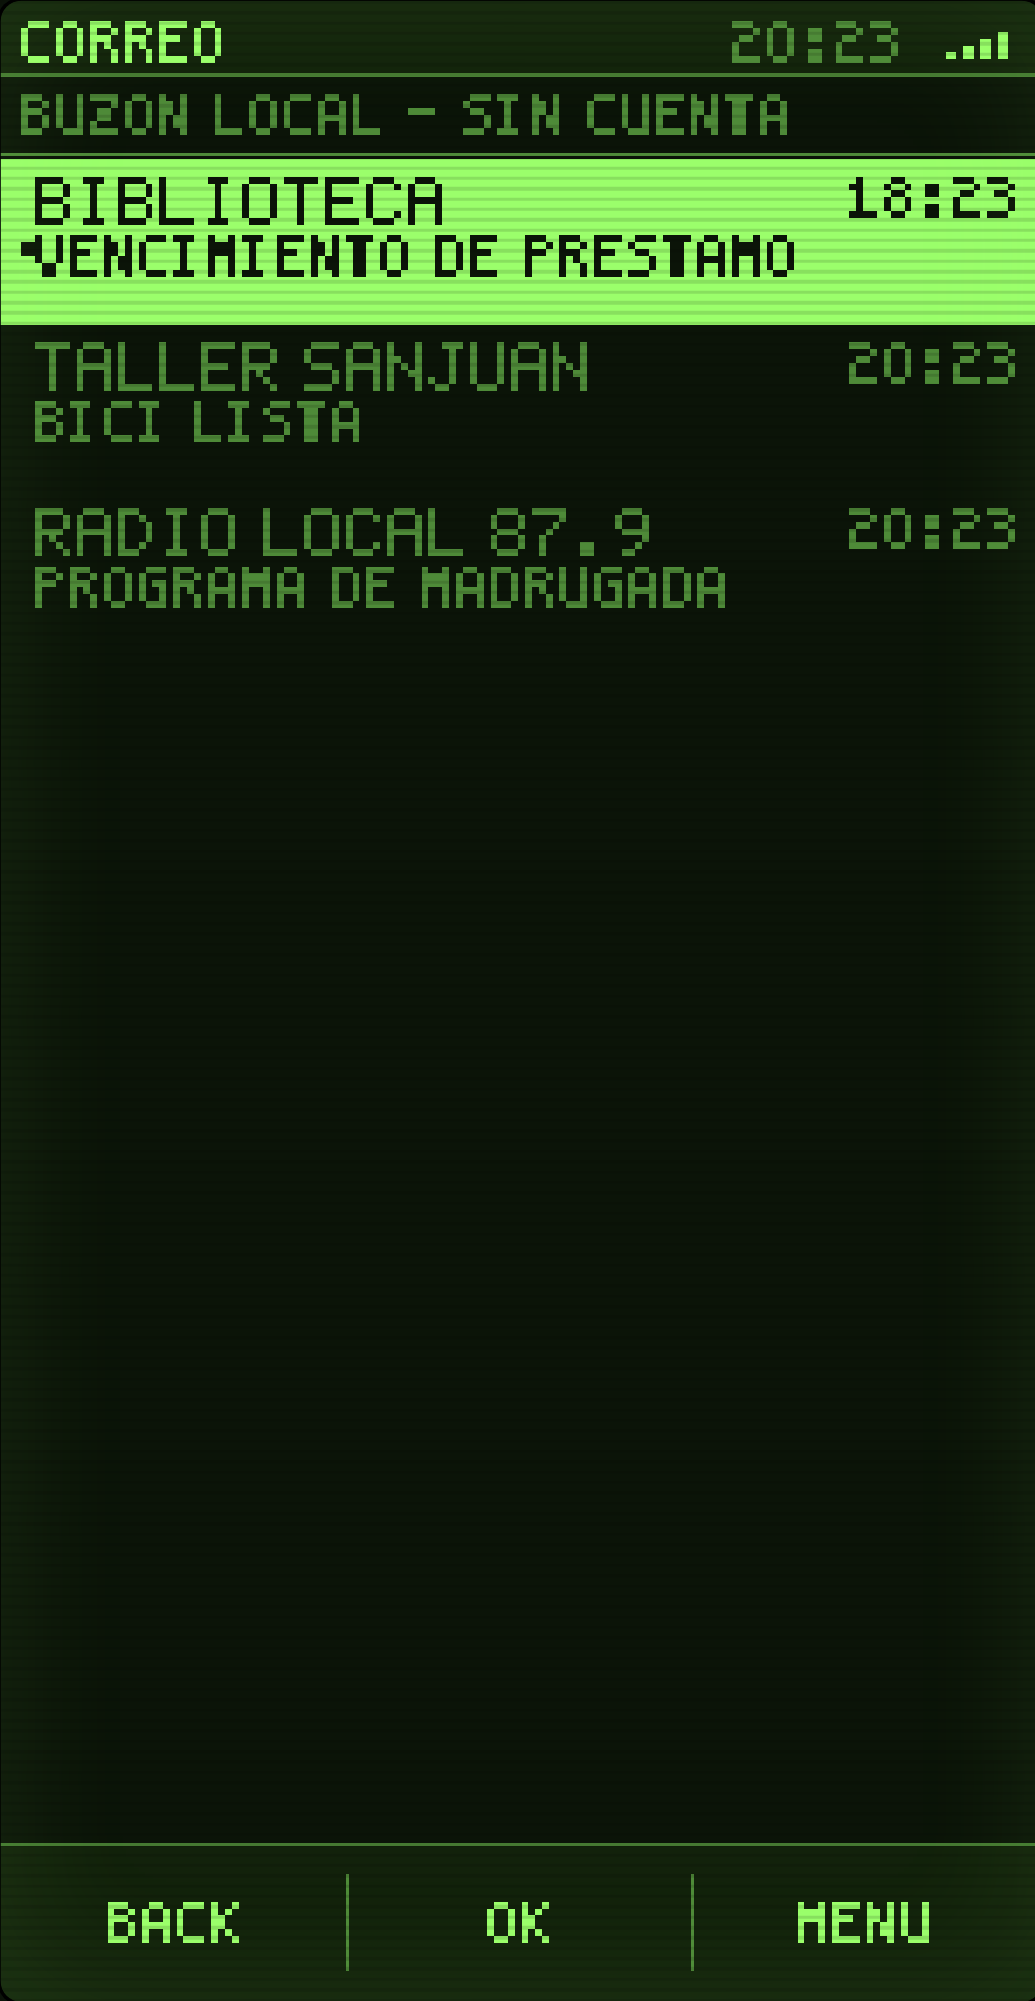 CORREO 20:23
BUZON LOCAL - SIN CUENTA
BIBLIOTECA 18:23
VENCIMIENTO DE PRESTAMO
TALLER SANJUAN 20:23
BICI LISTA
RADIO LOCAL 87.9 20:23
PROGRAMA DE MADRUGADA
BACK OK MENU